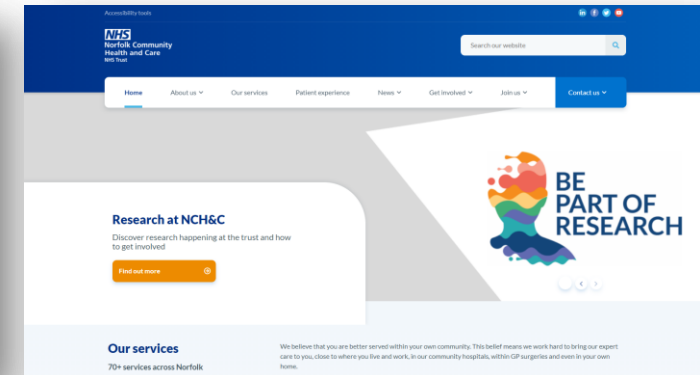 Accessibility tools
NHS
Norfolk Community
Health and Care
NHS Trust
Search our website
Home
About us
Our services
Patient experience
News
Get involved
Join us
Contact us
BE
PART OF
RESEARCH
Research at NCH&C
Discover research happening at the trust and how
to get involved
Find out more
Our services
70+ services across Norfolk
We believe that you are better served within your own community. This belief means we work hard to bring our expert
care to you, close to where you live and work, in our community hospitals, within GP surgeries and even in your own
home.